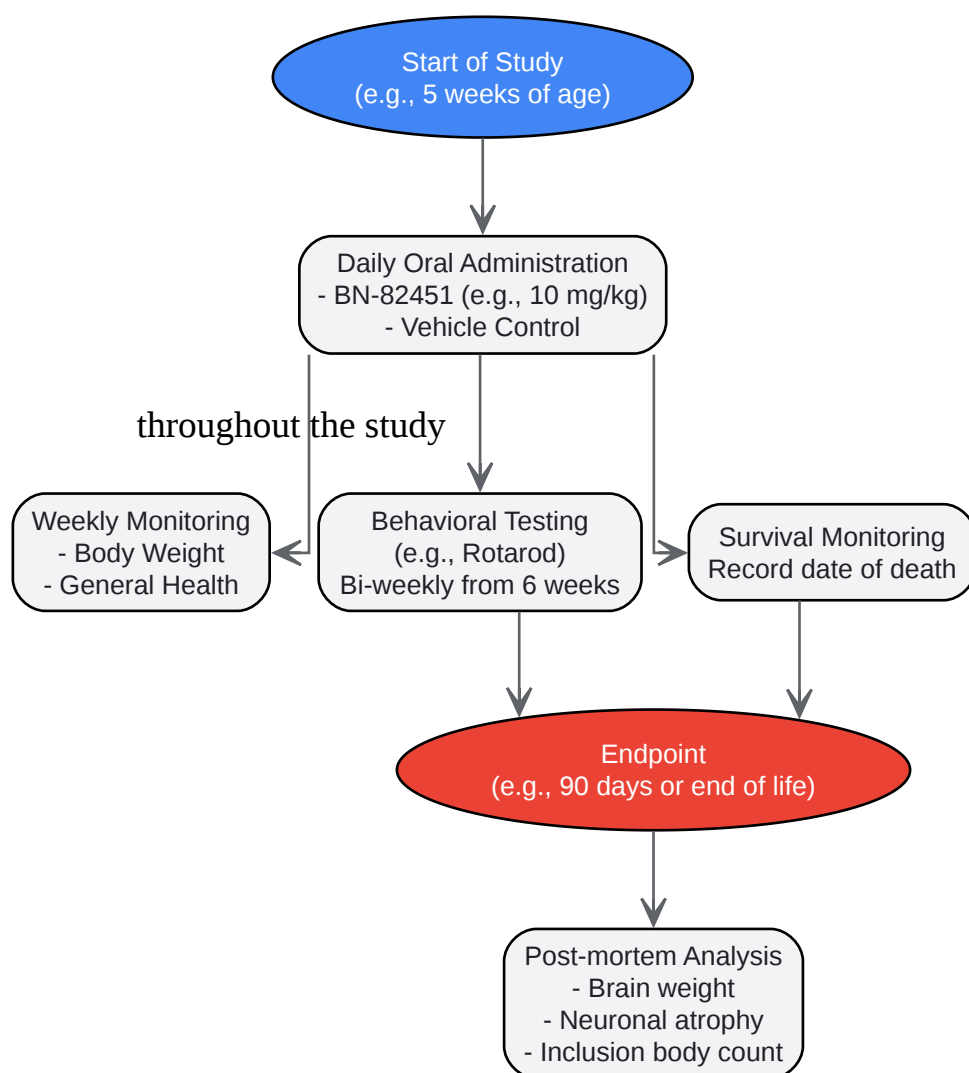 Start of Study
(e.g., 5 weeks of age)
Daily Oral Administration
- BN-82451 (e.g., 10 mg/kg)
- Vehicle Control
throughout the study
Weekly Monitoring
- Body Weight
- General Health
Behavioral Testing
(e.g., Rotarod)
Bi-weekly from 6 weeks
Survival Monitoring
Record date of death
Endpoint
(e.g., 90 days or end of life)
Post-mortem Analysis
- Brain weight
- Neuronal atrophy
- Inclusion body count